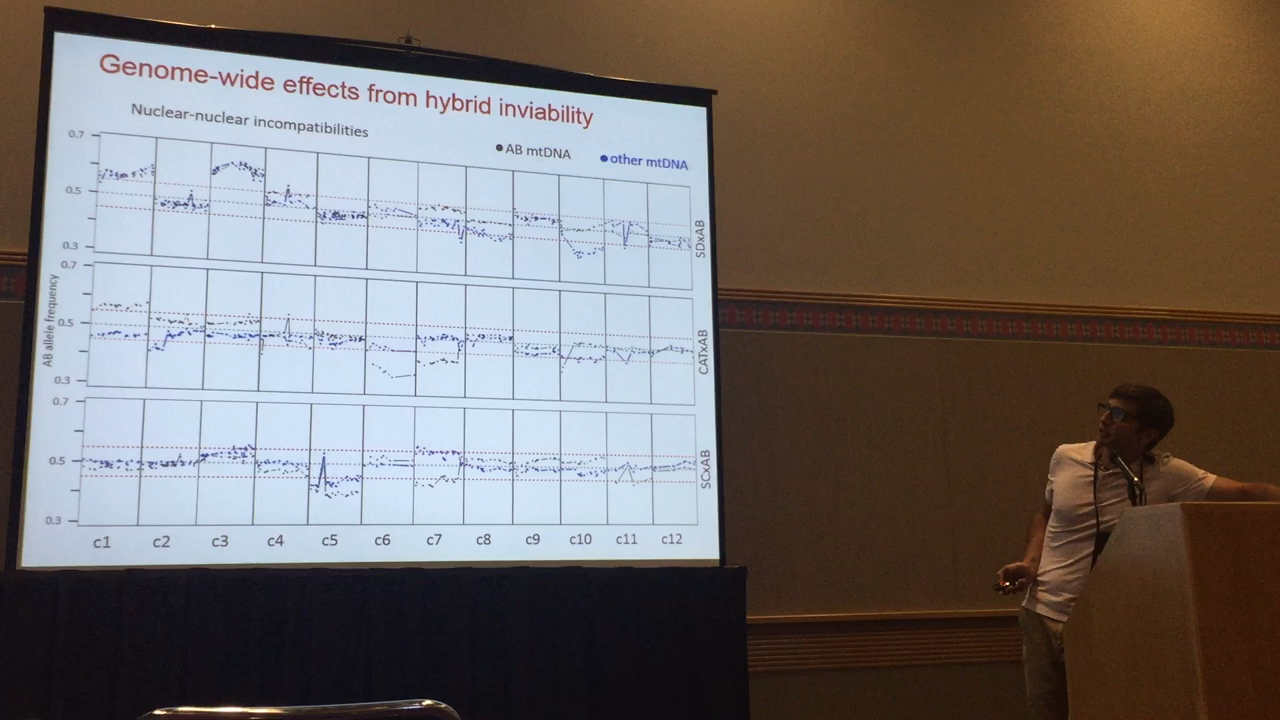 Genome-wide effects from hybrid inviability
Nuclear-nuclear incompatibilities
AB mtDNA
other mtDNA
0.7
0.5
0.3
SDxAB
0.7
0.5
0.3
AB allele frequency
CATxAB
0.7
0.5
0.3
SCxAB
c1 c2 c3 c4 c5 c6 c7 c8 c9 c10 c11 c12